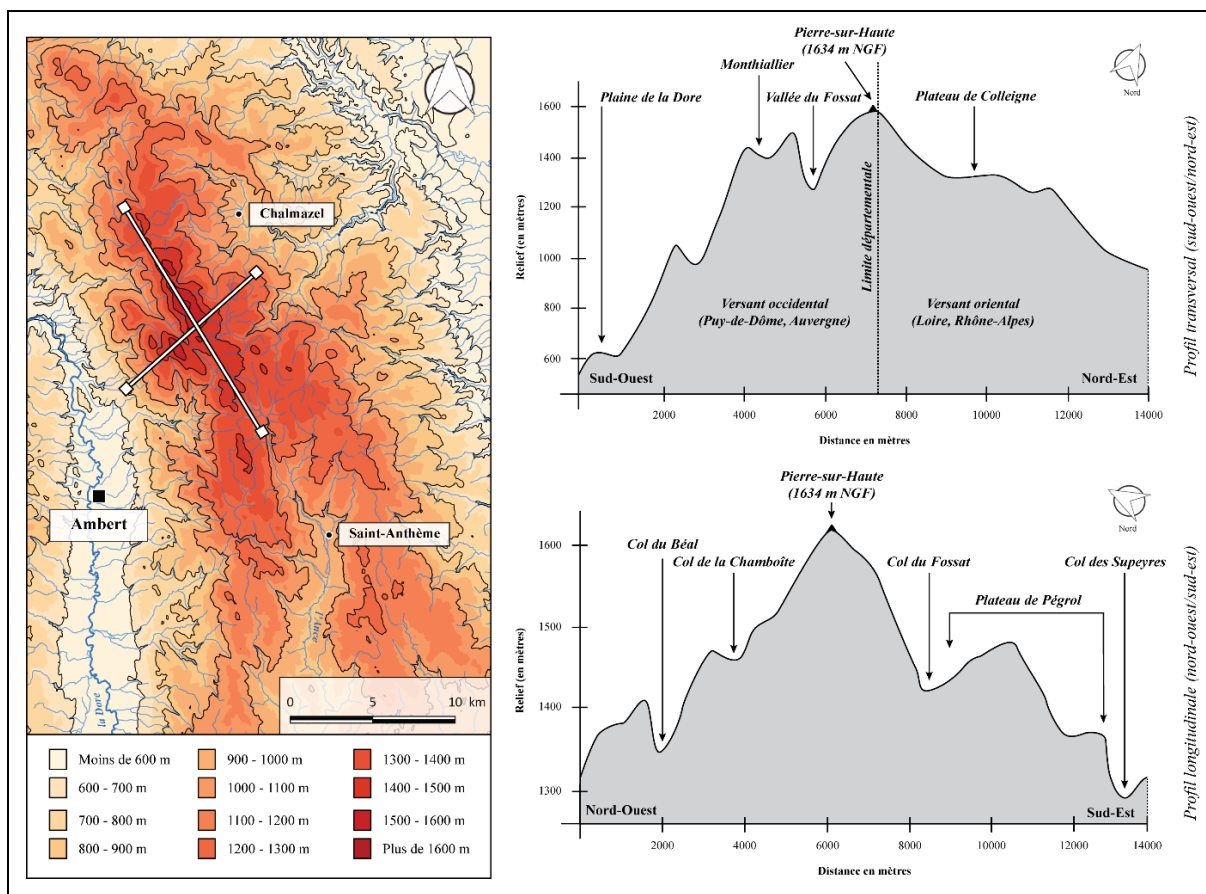 Chalmazel
Ambert
Saint-Anthème
l'Ance
la Dore
0 5 10 km
Moins de 600 m
600 - 700 m
700 - 800 m
800 - 900 m
900 - 1000 m
1000 - 1100 m
1100 - 1200 m
1200 - 1300 m
1300 - 1400 m
1400 - 1500 m
1500 - 1600 m
Plus de 1600 m
Pierre-sur-Haute
(1634 m NGF)
Monthiallier
Plaine de la Dore
Vallée du Fossat
Plateau de Colleigne
Nord
1600
1400
1200
1000
800
600
Relief (en mètres)
Limite départementale
Versant occidental
(Puy-de-Dôme, Auvergne)
Versant oriental
(Loire, Rhône-Alpes)
Sud-Ouest
Nord-Est
2000 4000 6000 8000 10000 12000 14000
Distance en mètres
Profil transversal (sud-ouest/nord-est)
Pierre-sur-Haute
(1634 m NGF)
Nord
Col du Béal
Col de la Chamboîte
Col du Fossat
Col des Supeyres
Plateau de Pégrol
1600
1500
1400
1300
Relief (en mètres)
Nord-Ouest
Sud-Est
2000 4000 6000 8000 10000 12000 14000
Distance en mètres
Profil longitudinale (nord-ouest/sud-est)